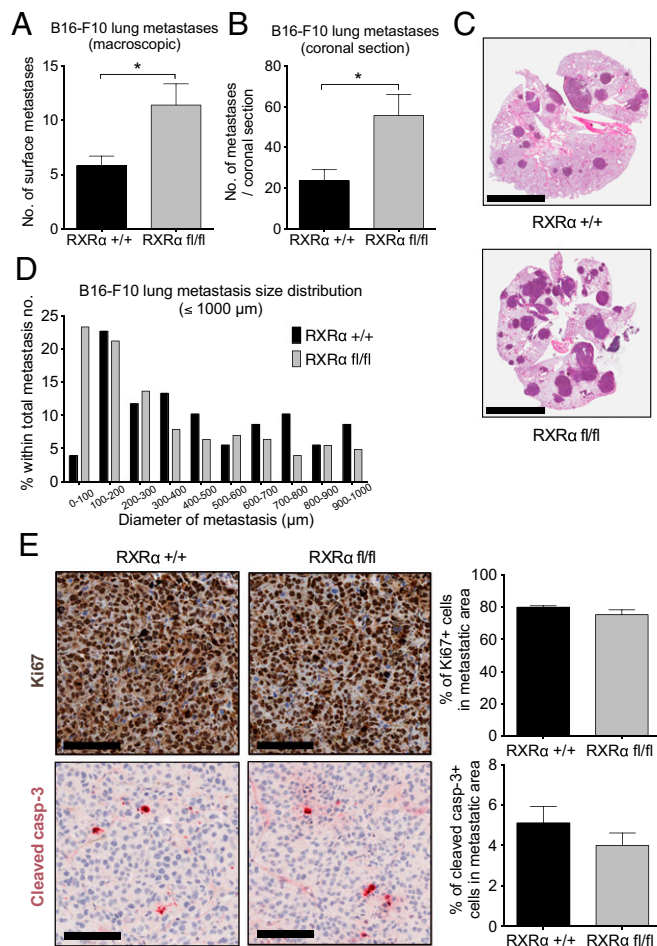 A
B16-F10 lung metastases
(macroscopic)
No. of surface metastases
15
10
5
0
*
RXRα +/+ RXRα fl/fl
B
B16-F10 lung metastases
(coronal section)
No. of metastases
/ coronal section
80
60
40
20
0
*
RXRα +/+ RXRα fl/fl
C
RXRα +/+
RXRα fl/fl
D
B16-F10 lung metastasis size distribution
(≤ 1000 µm)
% within total metastasis no.
25
20
15
10
5
0
RXRα +/+
RXRα fl/fl
0-100
100-200
200-300
300-400
400-500
500-600
600-700
700-800
800-900
900-1000
Diameter of metastasis (µm)
E
RXRα +/+
RXRα fl/fl
Ki67
Cleaved casp-3
% of Ki67+ cells
in metastatic area
80
60
40
20
0
RXRα +/+ RXRα fl/fl
% of cleaved casp-3+
cells in metastatic area
8
6
4
2
0
RXRα +/+ RXRα fl/fl